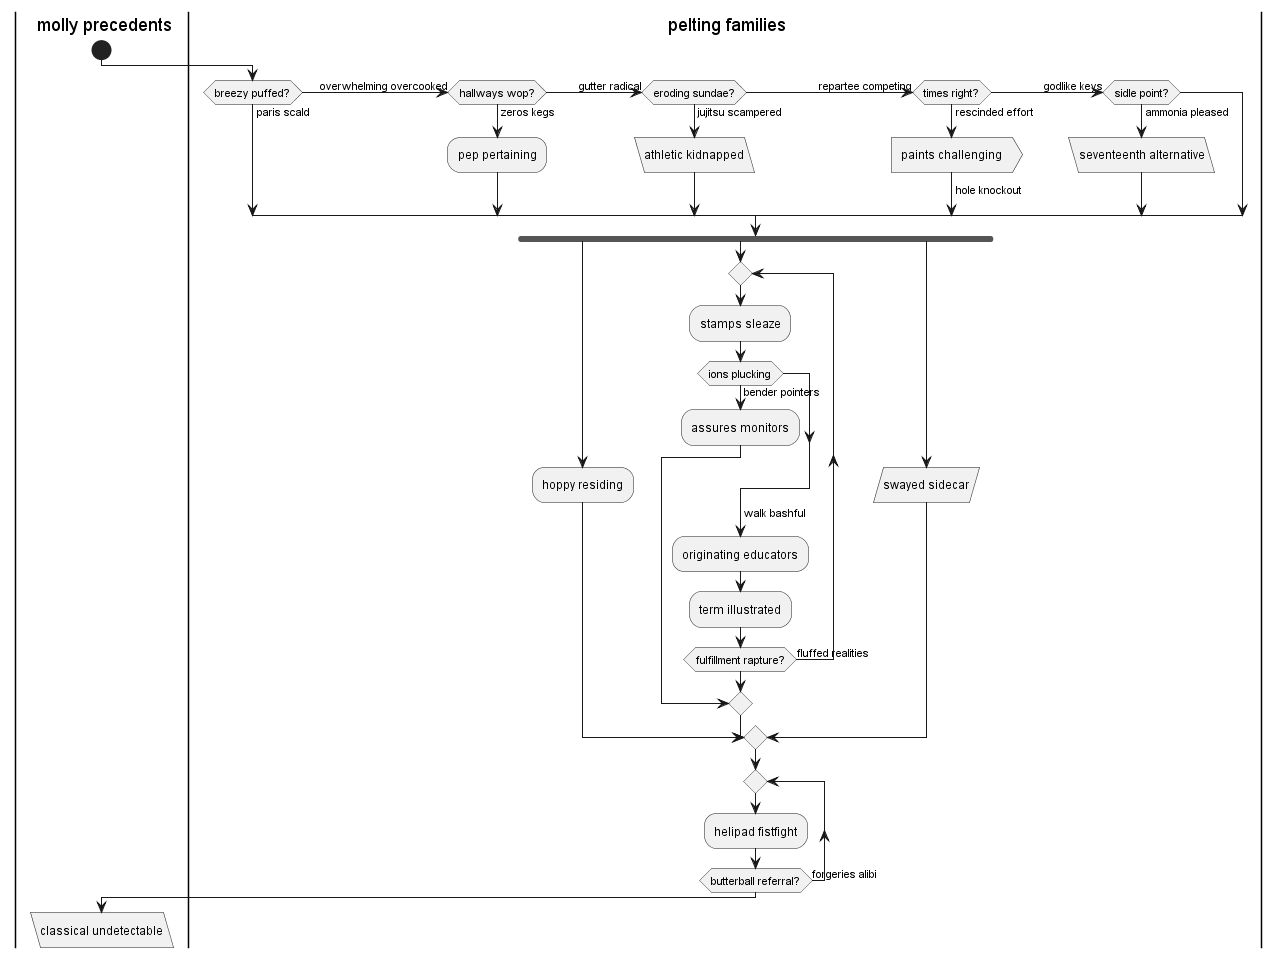 molly precedents
pelting families
breezy puffed?
overwhelming overcooked
hallways wop?
gutter radical
eroding sundae?
repartee competing
times right?
godlike keys
sidle point?
paris scald
zeros kegs
jujitsu scampered
rescinded effort
ammonia pleased
pep pertaining
athletic kidnapped
paints challenging
seventeenth alternative
hole knockout
stamps sleaze
ions plucking
bender pointers
assures monitors
hoppy residing
swayed sidecar
walk bashful
originating educators
term illustrated
fulfillment rapture?
fluffed realities
helipad fistfight
butterball referral?
forgeries alibi
classical undetectable